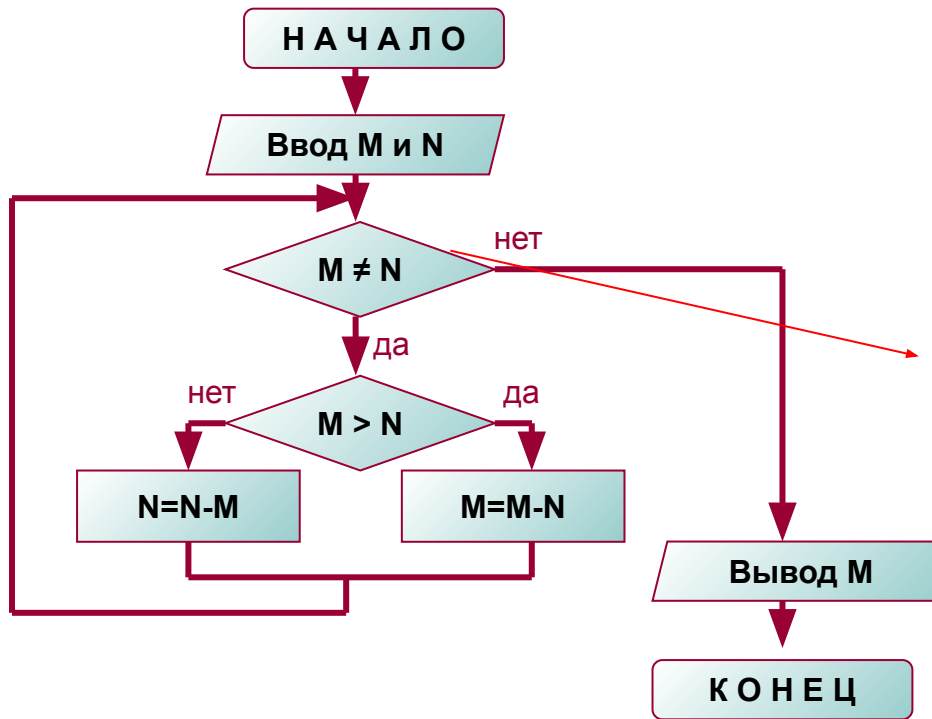 Н А Ч А Л О
Ввод M и N
M ≠ N
нет
да
M > N
нет
да
N=N-M
M=M-N
Вывод M
К О Н Е Ц